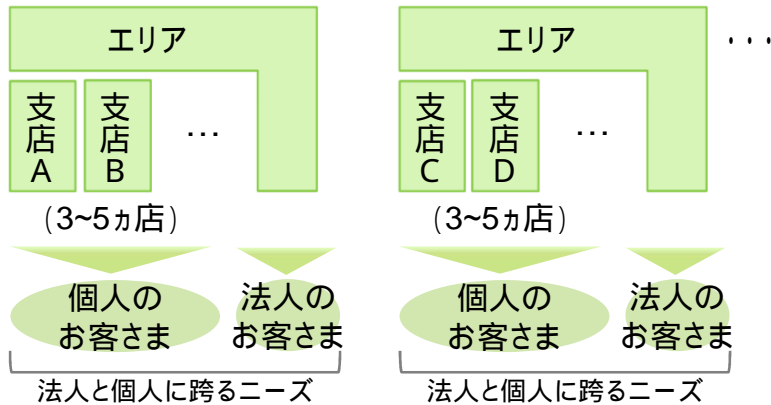 エリア
支店A
支店B
…
(3~5ヵ店)
個人の
お客さま
法人の
お客さま
法人と個人に跨るニーズ
エリア
支店C
支店D
…
(3~5ヵ店)
個人の
お客さま
法人の
お客さま
法人と個人に跨るニーズ
・・・